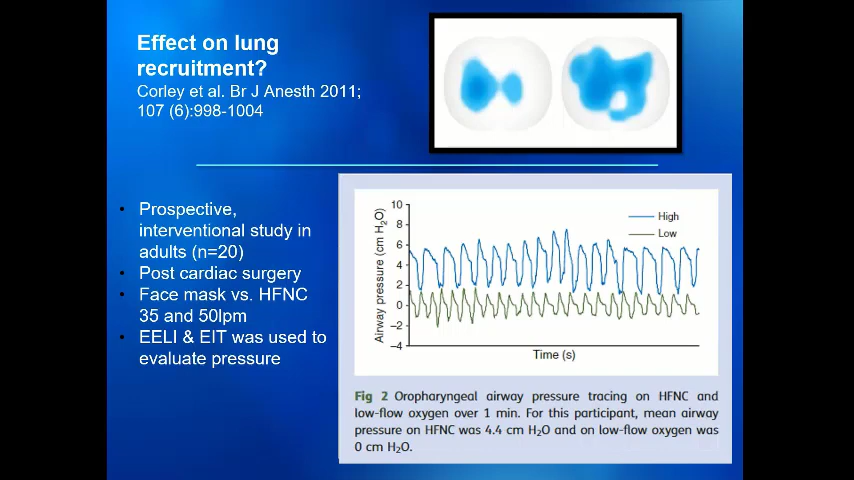 Effect on lung
recruitment?
Corley et al. Br J Anesth 2011;
107 (6):998-1004
• Prospective,
interventional study in
adults (n=20)
• Post cardiac surgery
• Face mask vs. HFNC
35 and 50lpm
• EELI & EIT was used to
evaluate pressure
Airway pressure (cm H₂O)
10
8
6
4
2
0
–2
–4
High
Low
Time (s)
Fig 2 Oropharyngeal airway pressure tracing on HFNC and
low-flow oxygen over 1 min. For this participant, mean airway
pressure on HFNC was 4.4 cm H₂O and on low-flow oxygen was
0 cm H₂O.